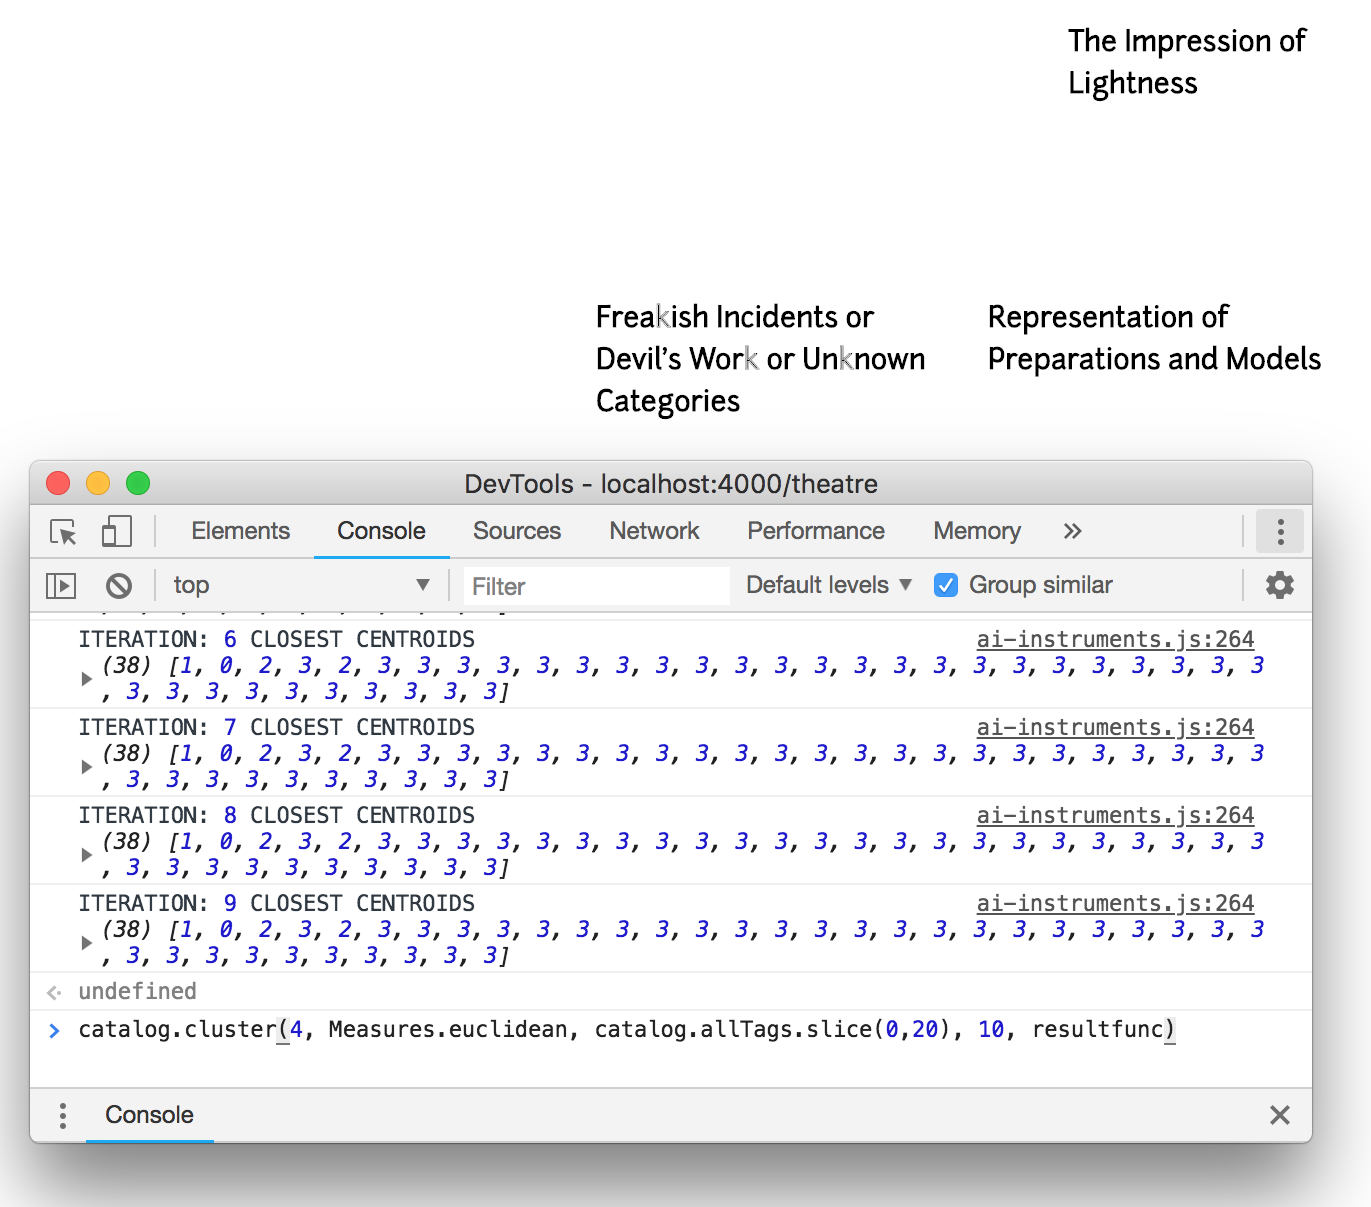 The Impression of
Lightness
Freakish Incidents or
Devil’s Work or Unknown
Categories
Representation of
Preparations and Models
DevTools - localhost:4000/theatre
Elements Console Sources Network Performance Memory »
top ▼ Filter Default levels ▼ Group similar
ITERATION: 6 CLOSEST CENTROIDS ai-instruments.js:264
(38) [1, 0, 2, 3, 2, 3, 3, 3, 3, 3, 3, 3, 3, 3, 3, 3, 3, 3, 3, 3, 3, 3, 3, 3, 3, 3, 3, 3
, 3, 3, 3, 3, 3, 3, 3, 3, 3, 3]
ITERATION: 7 CLOSEST CENTROIDS ai-instruments.js:264
(38) [1, 0, 2, 3, 2, 3, 3, 3, 3, 3, 3, 3, 3, 3, 3, 3, 3, 3, 3, 3, 3, 3, 3, 3, 3, 3, 3, 3
, 3, 3, 3, 3, 3, 3, 3, 3, 3, 3]
ITERATION: 8 CLOSEST CENTROIDS ai-instruments.js:264
(38) [1, 0, 2, 3, 2, 3, 3, 3, 3, 3, 3, 3, 3, 3, 3, 3, 3, 3, 3, 3, 3, 3, 3, 3, 3, 3, 3, 3
, 3, 3, 3, 3, 3, 3, 3, 3, 3, 3]
ITERATION: 9 CLOSEST CENTROIDS ai-instruments.js:264
(38) [1, 0, 2, 3, 2, 3, 3, 3, 3, 3, 3, 3, 3, 3, 3, 3, 3, 3, 3, 3, 3, 3, 3, 3, 3, 3, 3, 3
, 3, 3, 3, 3, 3, 3, 3, 3, 3, 3]
undefined
catalog.cluster(4, Measures.euclidean, catalog.allTags.slice(0,20), 10, resultfunc)
Console